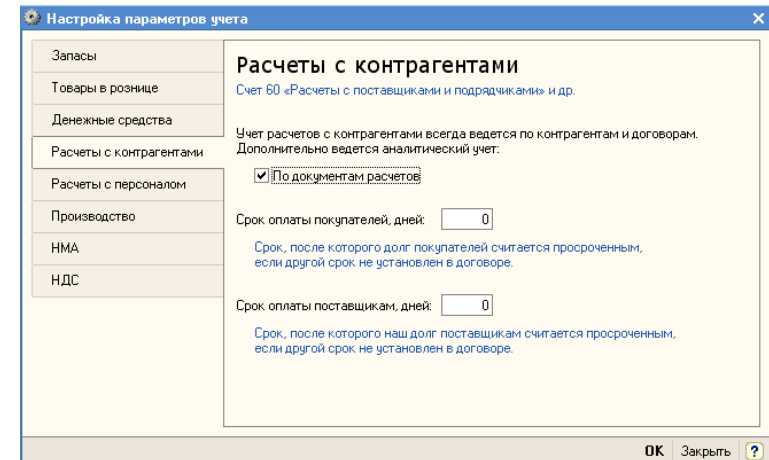 Настройка параметров учета
Запасы
Товары в рознице
Денежные средства
Расчеты с контрагентами
Расчеты с персоналом
Производство
НМА
НДС
Расчеты с контрагентами
Счет 60 «Расчеты с поставщиками и подрядчиками» и др.
Учет расчетов с контрагентами всегда ведется по контрагентам и договорам.
Дополнительно ведется аналитический учет:
По документам расчетов
Срок оплаты покупателей, дней: 0
Срок, после которого долг покупателей считается просроченным,
если другой срок не установлен в договоре.
Срок оплаты поставщикам, дней: 0
Срок, после которого наш долг поставщикам считается просроченным,
если другой срок не установлен в договоре.
OK Закрыть ?